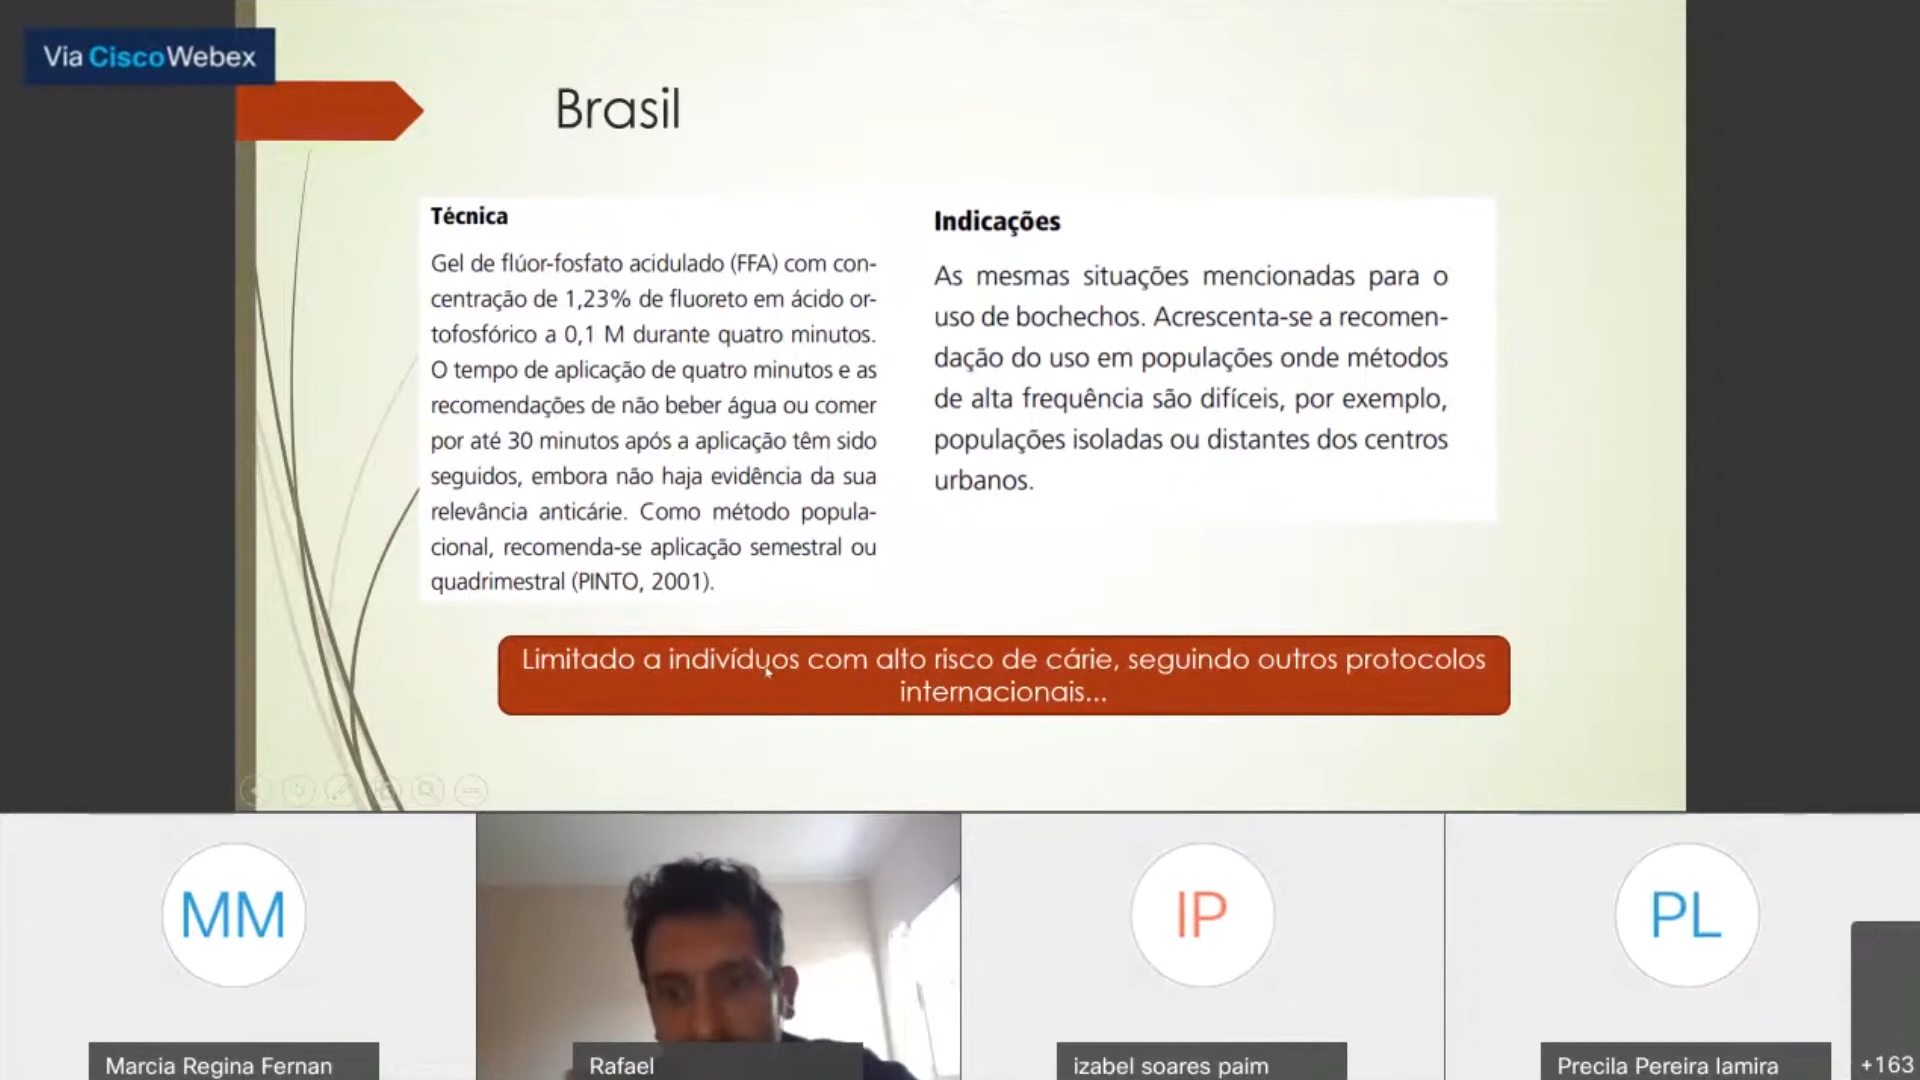 Via CiscoWebex
Brasil
Técnica
Gel de flúor-fosfato acidulado (FFA) com con-
centração de 1,23% de fluoreto em ácido or-
tofosfórico a 0,1 M durante quatro minutos.
O tempo de aplicação de quatro minutos e as
recomendações de não beber água ou comer
por até 30 minutos após a aplicação têm sido
seguidos, embora não haja evidência da sua
relevância anticárie. Como método popula-
cional, recomenda-se aplicação semestral ou
quadrimestral (PINTO, 2001).
Indicações
As mesmas situações mencionadas para o
uso de bochechos. Acrescenta-se a recomen-
dação do uso em populações onde métodos
de alta frequência são difíceis, por exemplo,
populações isoladas ou distantes dos centros
urbanos.
Limitado a indivíduos com alto risco de cárie, seguindo outros protocolos
internacionais...
MM
IP
PL
Marcia Regina Fernan
Rafael
izabel soares paim
Precila Pereira lamira
+163